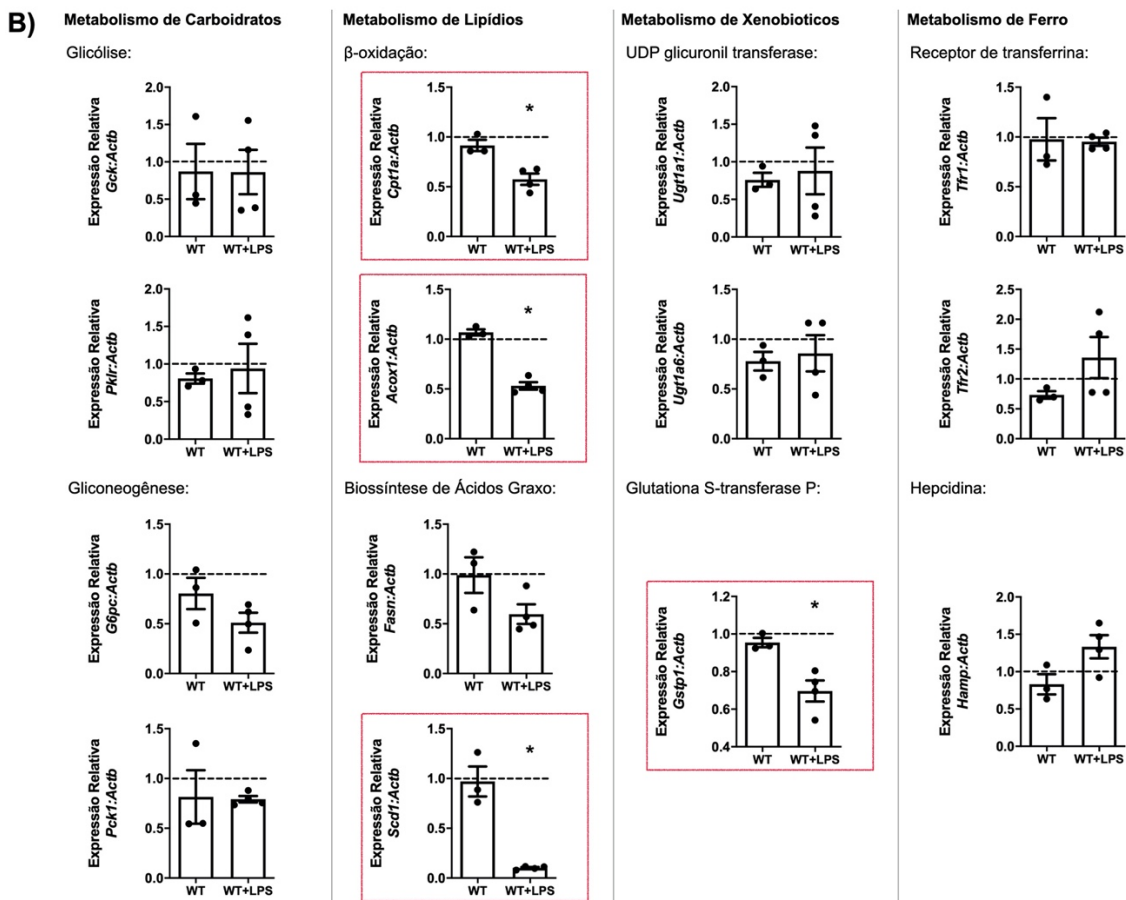 B)
Metabolismo de Carboidratos
Glicólise:
Expressão Relativa
Gck:Actb
2.0
1.5
1.0
0.5
0.0
WT WT+LPS
Expressão Relativa
Pklr:Actb
2.0
1.5
1.0
0.5
0.0
WT WT+LPS
Gliconeogênese:
Expressão Relativa
G6pc:Actb
1.5
1.0
0.5
0.0
WT WT+LPS
Expressão Relativa
Pck1:Actb
1.5
1.0
0.5
0.0
WT WT+LPS
Metabolismo de Lipídios
β-oxidação:
Expressão Relativa
Cpt1a:Actb
1.5
1.0
0.5
0.0
*
WT WT+LPS
Expressão Relativa
Acox1:Actb
1.5
1.0
0.5
0.0
*
WT WT+LPS
Biossíntese de Ácidos Graxo:
Expressão Relativa
Fasn:Actb
1.5
1.0
0.5
0.0
WT WT+LPS
Expressão Relativa
Scd1:Actb
1.5
1.0
0.5
0.0
*
WT WT+LPS
Metabolismo de Xenobioticos
UDP glicuronil transferase:
Expressão Relativa
Ugt1a1:Actb
2.0
1.5
1.0
0.5
0.0
WT WT+LPS
Expressão Relativa
Ugt1a6:Actb
1.5
1.0
0.5
0.0
WT WT+LPS
Glutationa S-transferase P:
Expressão Relativa
Gstp1:Actb
1.2
1.0
0.8
0.6
0.4
*
WT WT+LPS
Metabolismo de Ferro
Receptor de transferrina:
Expressão Relativa
Tfr1:Actb
1.5
1.0
0.5
0.0
WT WT+LPS
Expressão Relativa
Tfr2:Actb
2.5
2.0
1.5
1.0
0.5
0.0
WT WT+LPS
Hepcidina:
Expressão Relativa
Hamp:Actb
2.0
1.5
1.0
0.5
0.0
WT WT+LPS